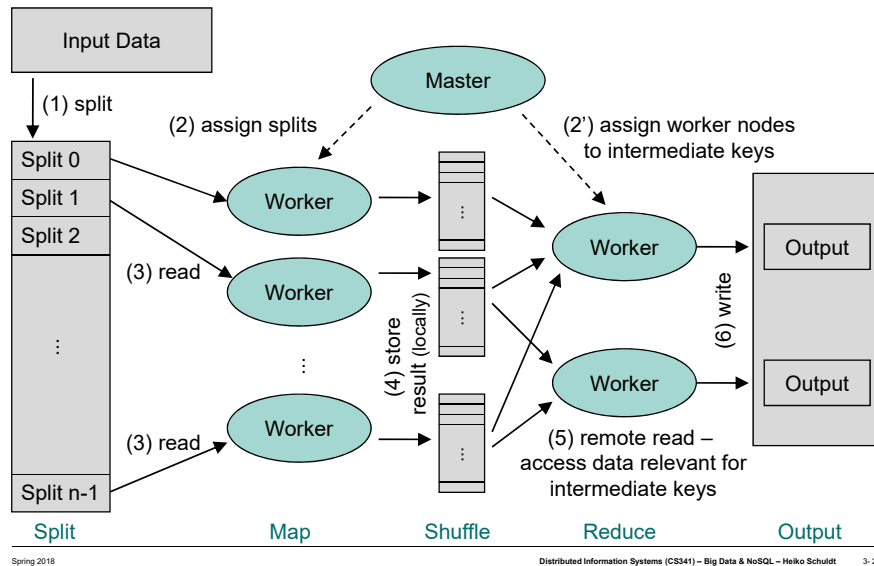 Input Data
(1) split
Master
(2) assign splits
(2’) assign worker nodes
to intermediate keys
Split 0
Split 1
Split 2
⋮
Split n-1
(3) read
(3) read
Worker
Worker
⋮
Worker
(4) store
result (locally)
⋮
⋮
⋮
Worker
Worker
(5) remote read –
access data relevant for
intermediate keys
(6) write
Output
Output
Split Map Shuffle Reduce Output
Spring 2018 Distributed Information Systems (CS341) – Big Data & NoSQL – Heiko Schuldt